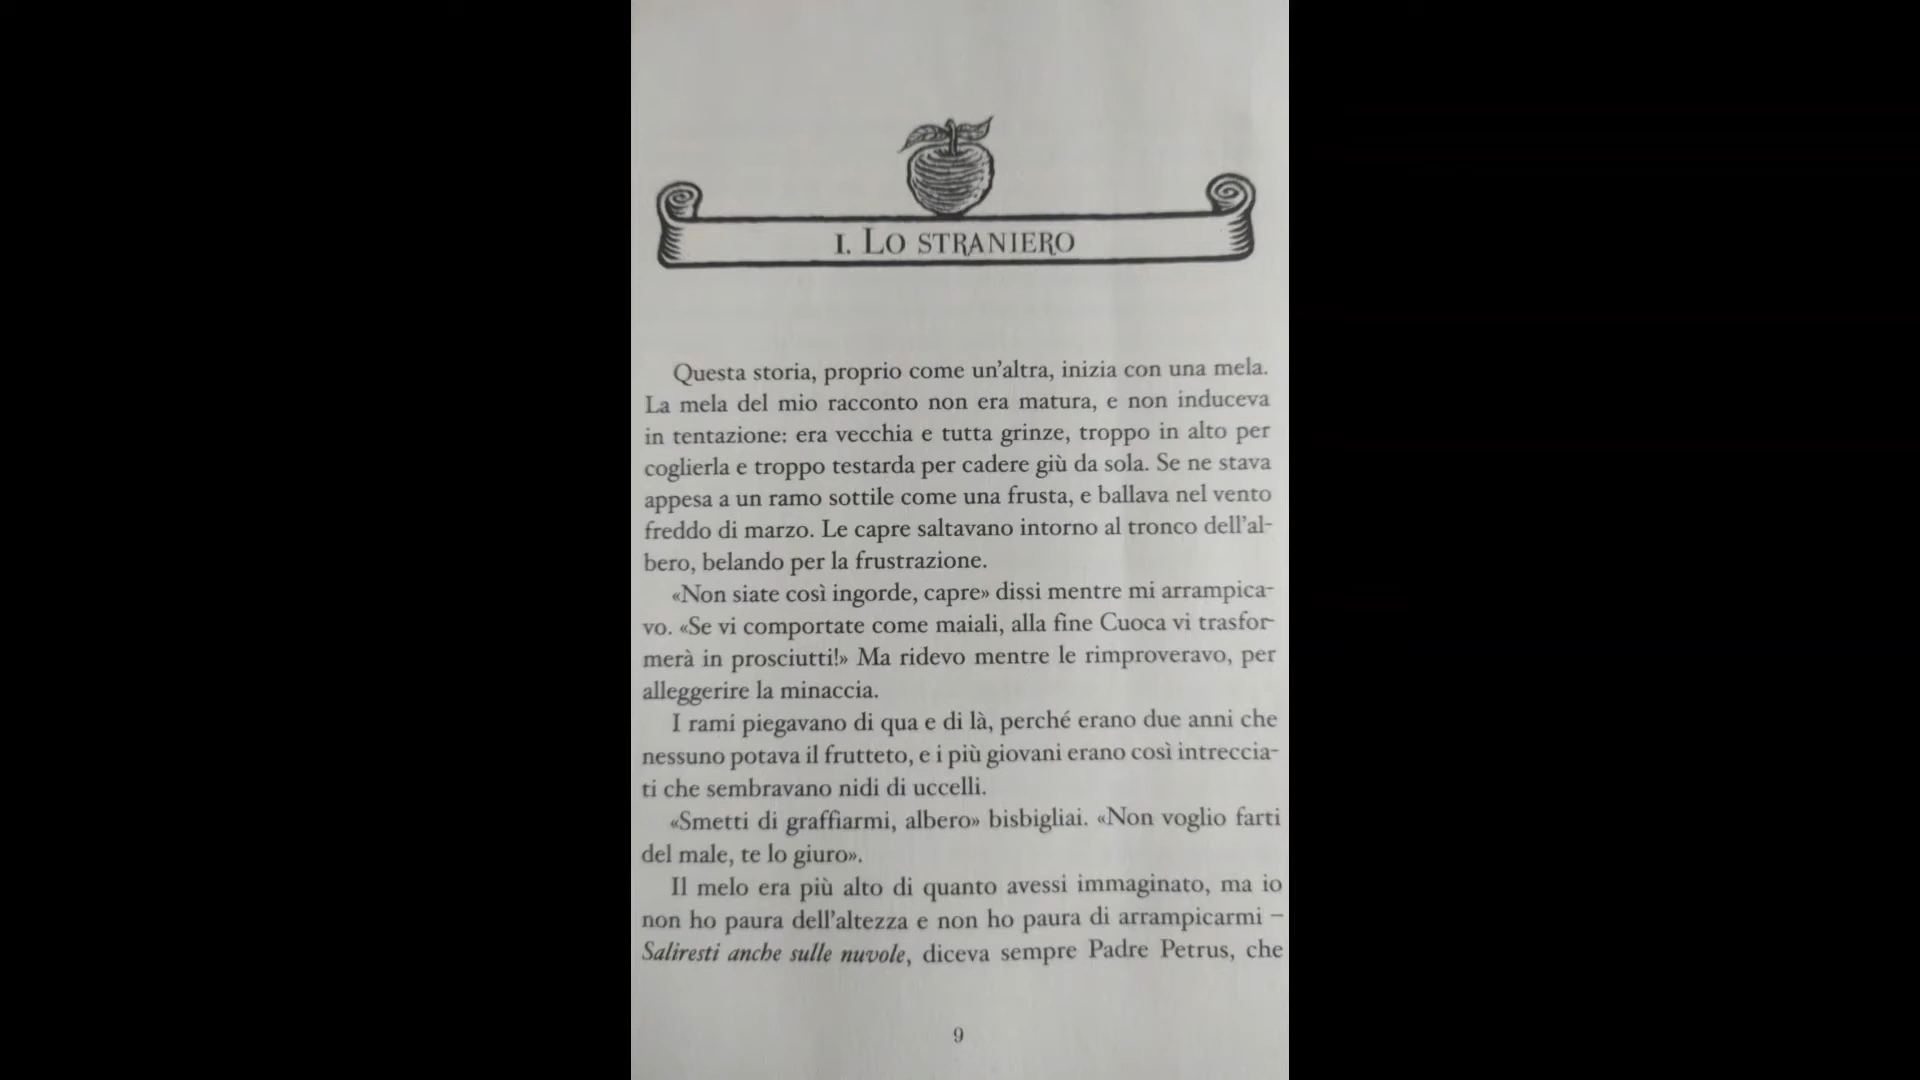 I. Lo straniero
Questa storia, proprio come un'altra, inizia con una mela.
La mela del mio racconto non era matura, e non induceva
in tentazione: era vecchia e tutta grinze, troppo in alto per
coglierla e troppo testarda per cadere giù da sola. Se ne stava
appesa a un ramo sottile come una frusta, e ballava nel vento
freddo di marzo. Le capre saltavano intorno al tronco dell'al-
bero, belando per la frustrazione.
«Non siate così ingorde, capre» dissi mentre mi arrampica-
vo. «Se vi comportate come maiali, alla fine Cuoca vi trasfor-
merà in prosciutti!» Ma ridevo mentre le rimproveravo, per
alleggerire la minaccia.
I rami piegavano di qua e di là, perché erano due anni che
nessuno potava il frutteto, e i più giovani erano così intreccia-
ti che sembravano nidi di uccelli.
«Smetti di graffiarmi, albero» bisbigliai. «Non voglio farti
del male, te lo giuro».
Il melo era più alto di quanto avessi immaginato, ma io
non ho paura dell'altezza e non ho paura di arrampicarmi –
Saliresti anche sulle nuvole, diceva sempre Padre Petrus, che
9